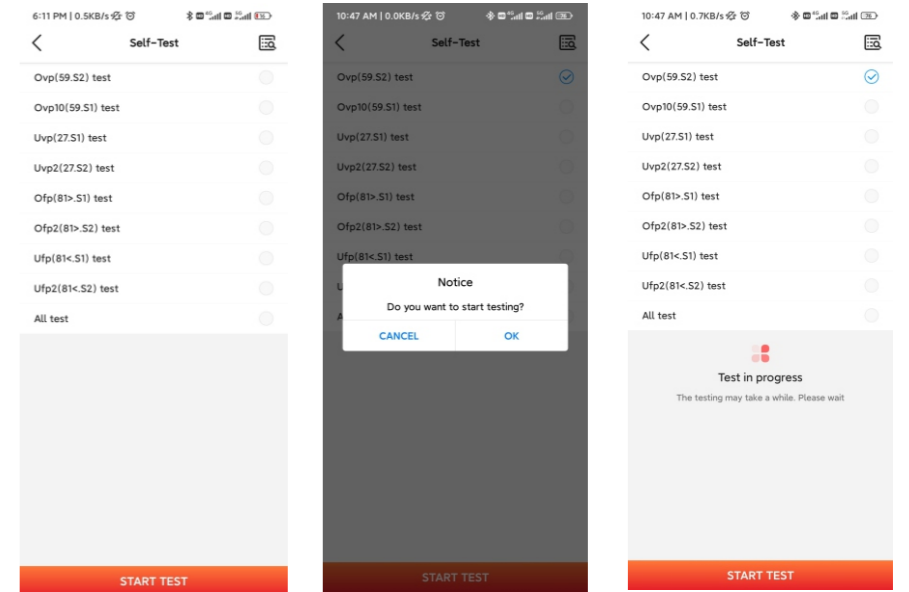 6:11 PM | 0.5KB/s
Self-Test
Ovp(59.S2) test
Ovp10(59.S1) test
Uvp(27.S1) test
Uvp2(27.S2) test
Ofp(81>.S1) test
Ofp2(81>.S2) test
Ufp(81<.S1) test
Ufp2(81<.S2) test
All test
START TEST
10:47 AM | 0.0KB/s
Self-Test
Ovp(59.S2) test
Ovp10(59.S1) test
Uvp(27.S1) test
Uvp2(27.S2) test
Ofp(81>.S1) test
Ofp2(81>.S2) test
Ufp(81<.S1) test
Notice
Do you want to start testing?
CANCEL OK
START TEST
10:47 AM | 0.7KB/s
Self-Test
Ovp(59.S2) test
Ovp10(59.S1) test
Uvp(27.S1) test
Uvp2(27.S2) test
Ofp(81>.S1) test
Ofp2(81>.S2) test
Ufp(81<.S1) test
Ufp2(81<.S2) test
All test
Test in progress
The testing may take a while. Please wait
START TEST